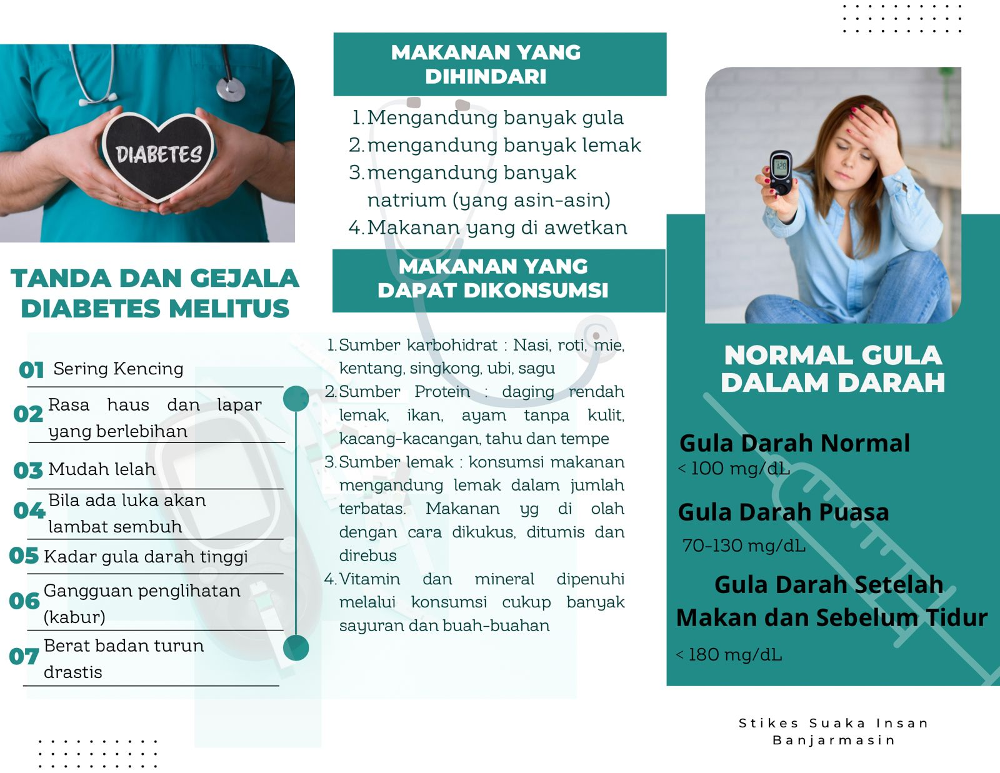 DIABETES
TANDA DAN GEJALA
DIABETES MELITUS
01 Sering Kencing
02 Rasa haus dan lapar
yang berlebihan
03 Mudah lelah
04 Bila ada luka akan
lambat sembuh
05 Kadar gula darah tinggi
06 Gangguan penglihatan
(kabur)
07 Berat badan turun
drastis
MAKANAN YANG
DIHINDARI
1. Mengandung banyak gula
2. mengandung banyak lemak
3. mengandung banyak
natrium (yang asin-asin)
4. Makanan yang di awetkan
MAKANAN YANG
DAPAT DIKONSUMSI
1. Sumber karbohidrat : Nasi, roti, mie,
kentang, singkong, ubi, sagu
2. Sumber Protein : daging rendah
lemak, ikan, ayam tanpa kulit,
kacang-kacangan, tahu dan tempe
3. Sumber lemak : konsumsi makanan
mengandung lemak dalam jumlah
terbatas. Makanan yg di olah
dengan cara dikukus, ditumis dan
direbus
4. Vitamin dan mineral dipenuhi
melalui konsumsi cukup banyak
sayuran dan buah-buahan
128
NORMAL GULA
DALAM DARAH
Gula Darah Normal
< 100 mg/dL
Gula Darah Puasa
70-130 mg/dL
Gula Darah Setelah
Makan dan Sebelum Tidur
< 180 mg/dL
Stikes Suaka Insan
Banjarmasin